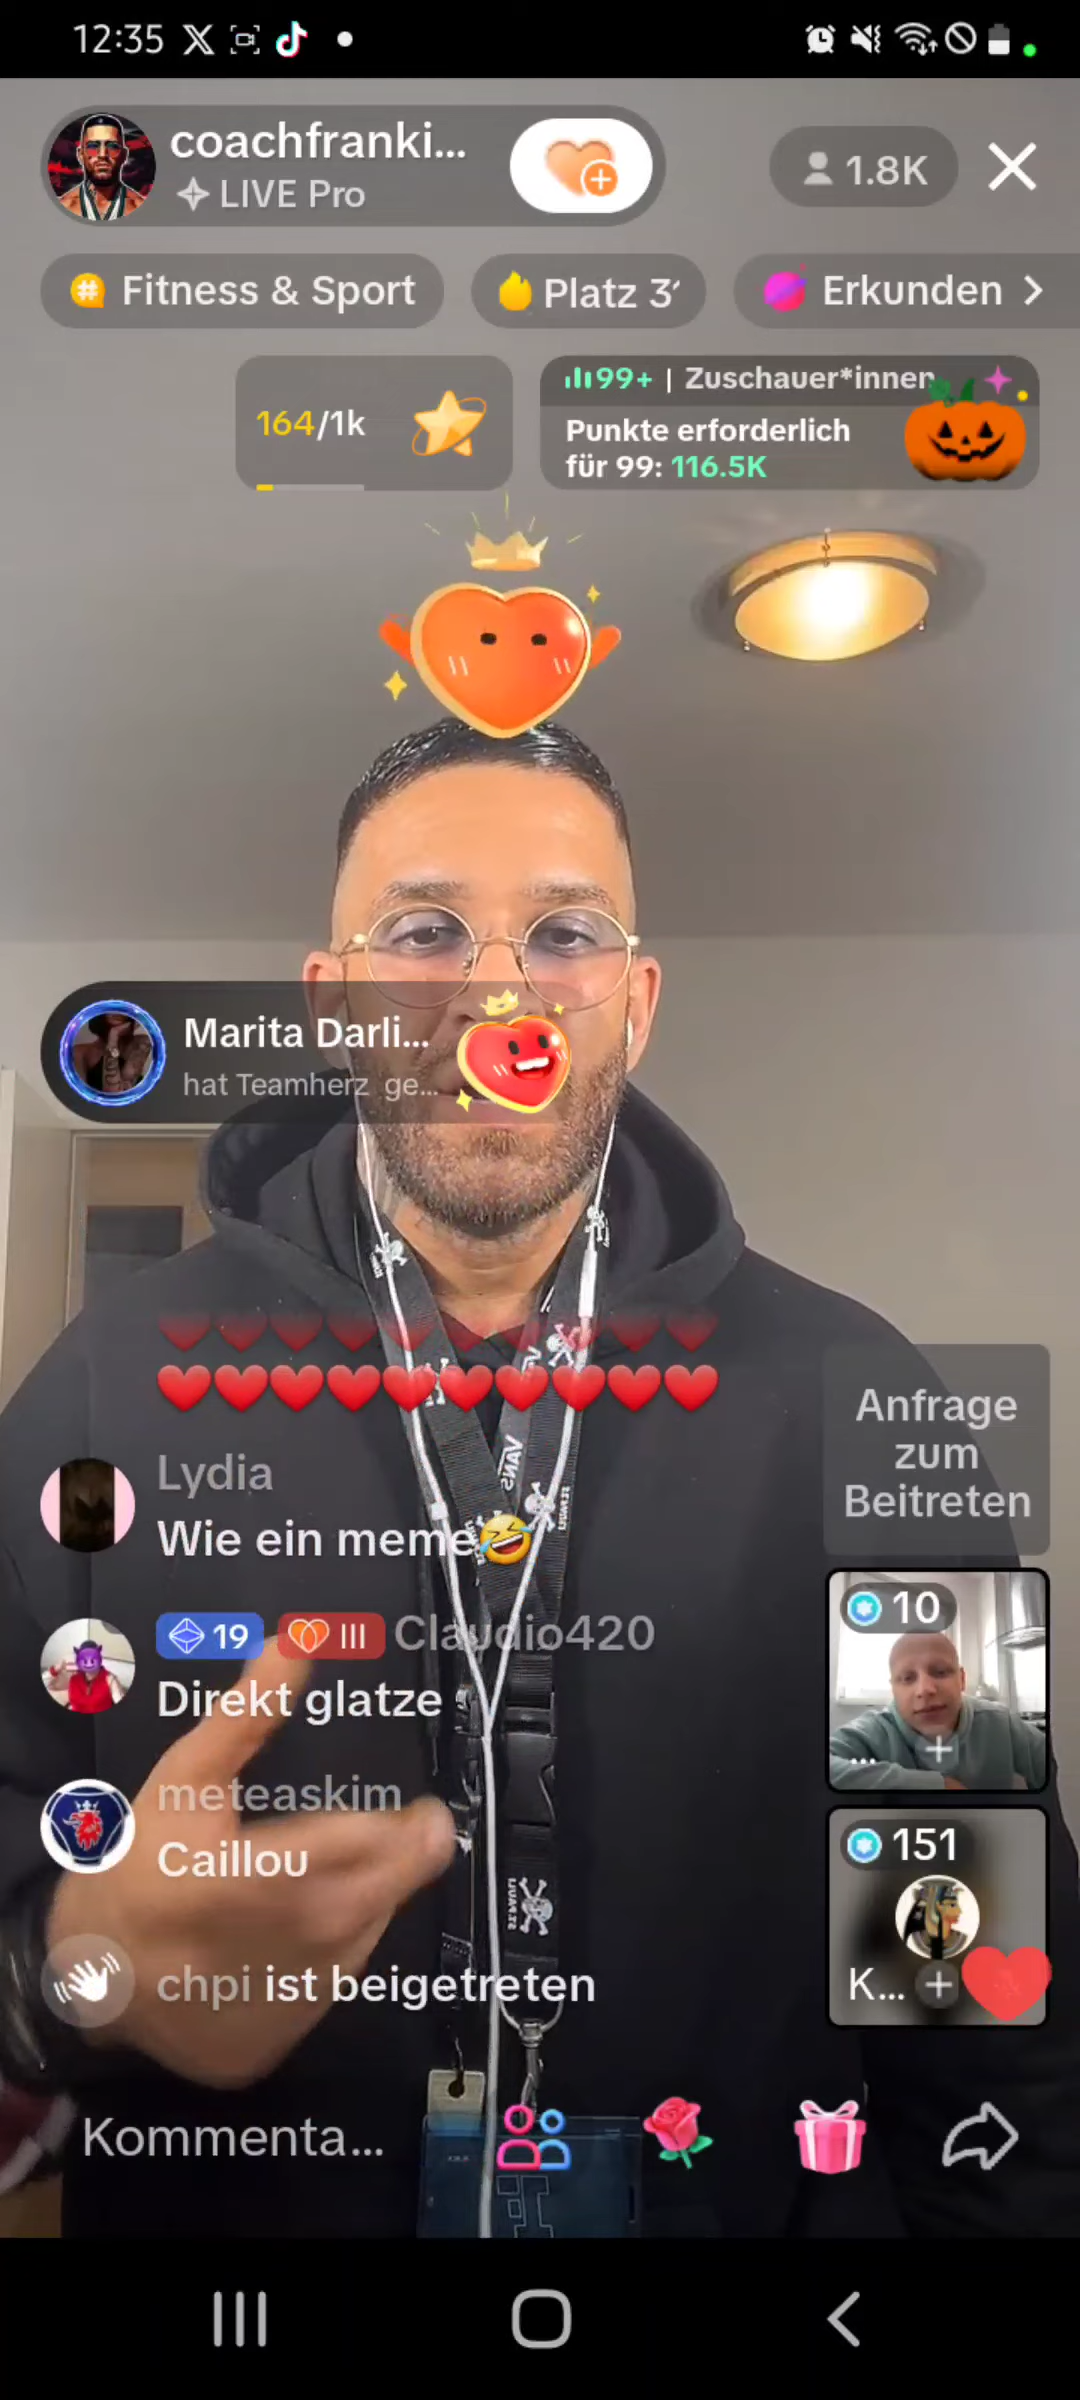 12:35
coachfranki...
LIVE Pro
1.8K
Fitness & Sport
Platz 3
Erkunden
164/1k
99+ | Zuschauer*innen
Punkte erforderlich
für 99: 116.5K
Marita Darli...
hat Teamherz ge...
VANS
Anfrage
zum
Beitreten
Lydia
Wie ein meme🤣
10
19 III Claudio420
Direkt glatze
...
meteaskim
Caillou
151
K...
chpi ist beigetreten
Kommenta...